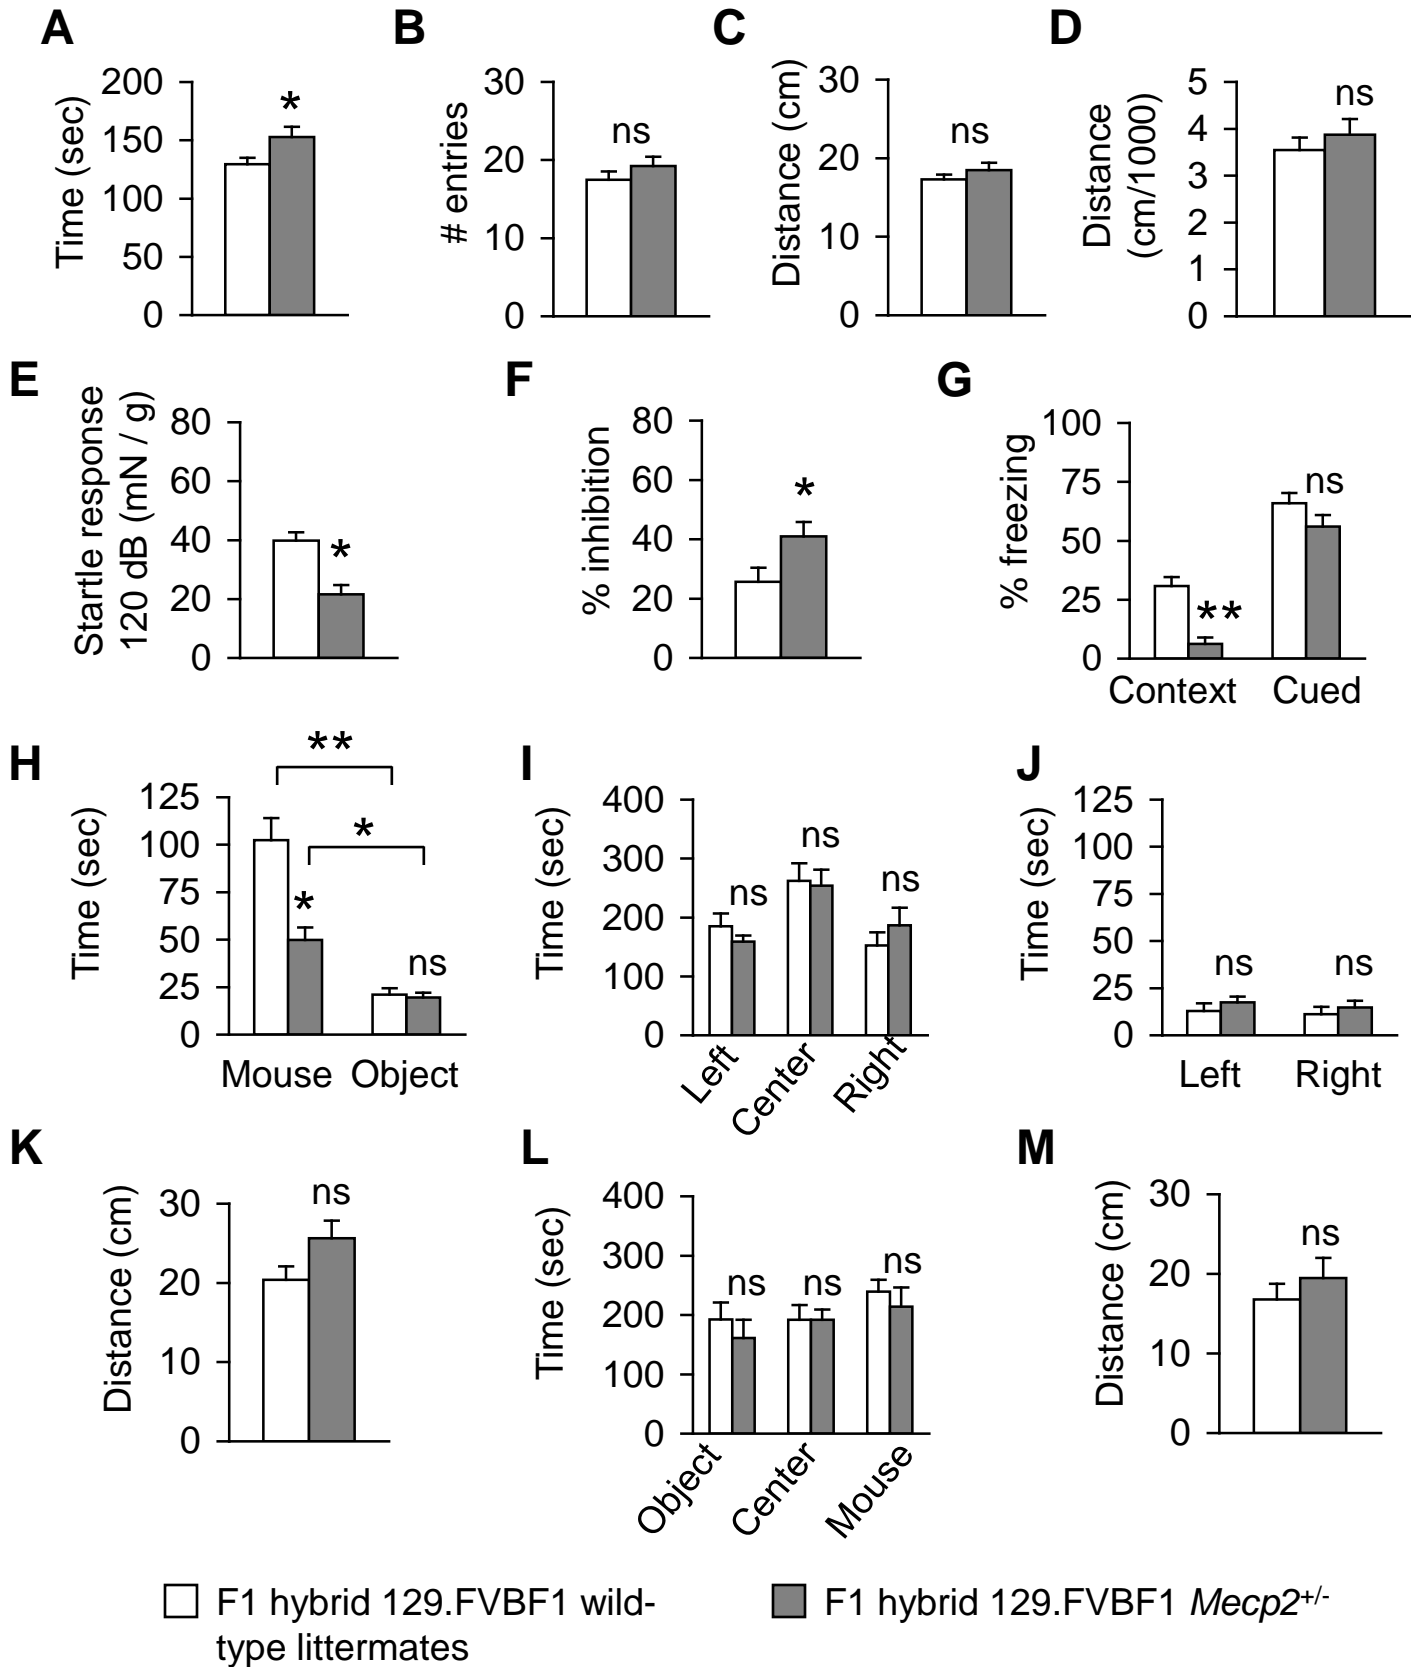 A
B
C
D
Time (sec)
200
150
100
50
0
*
# entries
30
20
10
0
ns
Distance (cm)
30
20
10
0
ns
Distance
(cm/1000)
5
4
3
2
1
0
ns
E
F
G
Startle response
120 dB (mN / g)
80
60
40
20
0
*
% inhibition
80
60
40
20
0
*
% freezing
100
75
50
25
0
**
ns
Context Cued
H
I
J
Time (sec)
125
100
75
50
25
0
**
*
*
ns
Mouse Object
Time (sec)
400
300
200
100
0
ns
ns
ns
Left
Center
Right
Time (sec)
125
100
75
50
25
0
ns
ns
Left Right
K
L
M
Distance (cm)
30
20
10
0
ns
Time (sec)
400
300
200
100
0
ns
ns
ns
Object
Center
Mouse
Distance (cm)
30
20
10
0
ns
F1 hybrid 129.FVBF1 wild-
type littermates
F1 hybrid 129.FVBF1 Mecp2+/-